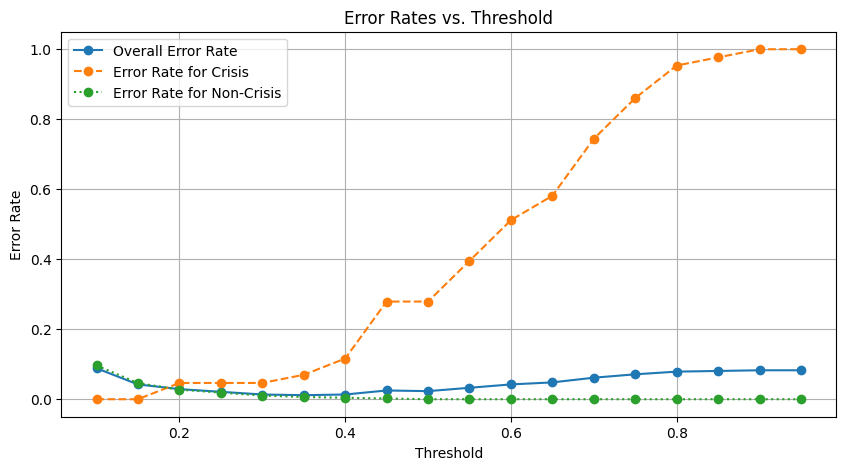 Error Rates vs. Threshold
Overall Error Rate
Error Rate for Crisis
Error Rate for Non-Crisis
Error Rate
1.0
0.8
0.6
0.4
0.2
0.0
0.2
0.4
0.6
0.8
Threshold